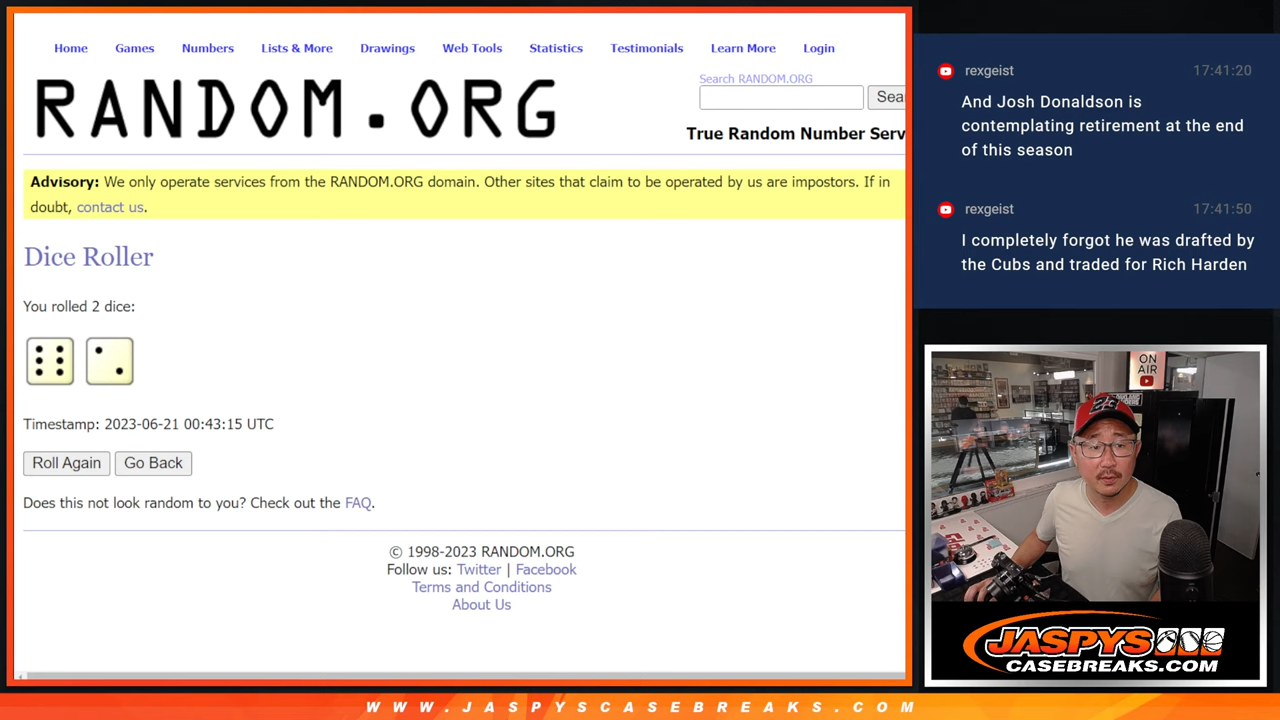 Home Games Numbers Lists & More Drawings Web Tools Statistics Testimonials Learn More Login
RANDOM.ORG
Search RANDOM.ORG
Sea
True Random Number Serv
Advisory: We only operate services from the RANDOM.ORG domain. Other sites that claim to be operated by us are impostors. If in
doubt, contact us.
Dice Roller
You rolled 2 dice:
Timestamp: 2023-06-21 00:43:15 UTC
Roll Again Go Back
Does this not look random to you? Check out the FAQ.
© 1998-2023 RANDOM.ORG
Follow us: Twitter | Facebook
Terms and Conditions
About Us
rexgeist 17:41:20
And Josh Donaldson is
contemplating retirement at the end
of this season
rexgeist 17:41:50
I completely forgot he was drafted by
the Cubs and traded for Rich Harden
ON
AIR
23
JASPYS
CASEBREAKS.COM
WWW.JASPYSCASEBREAKS.COM